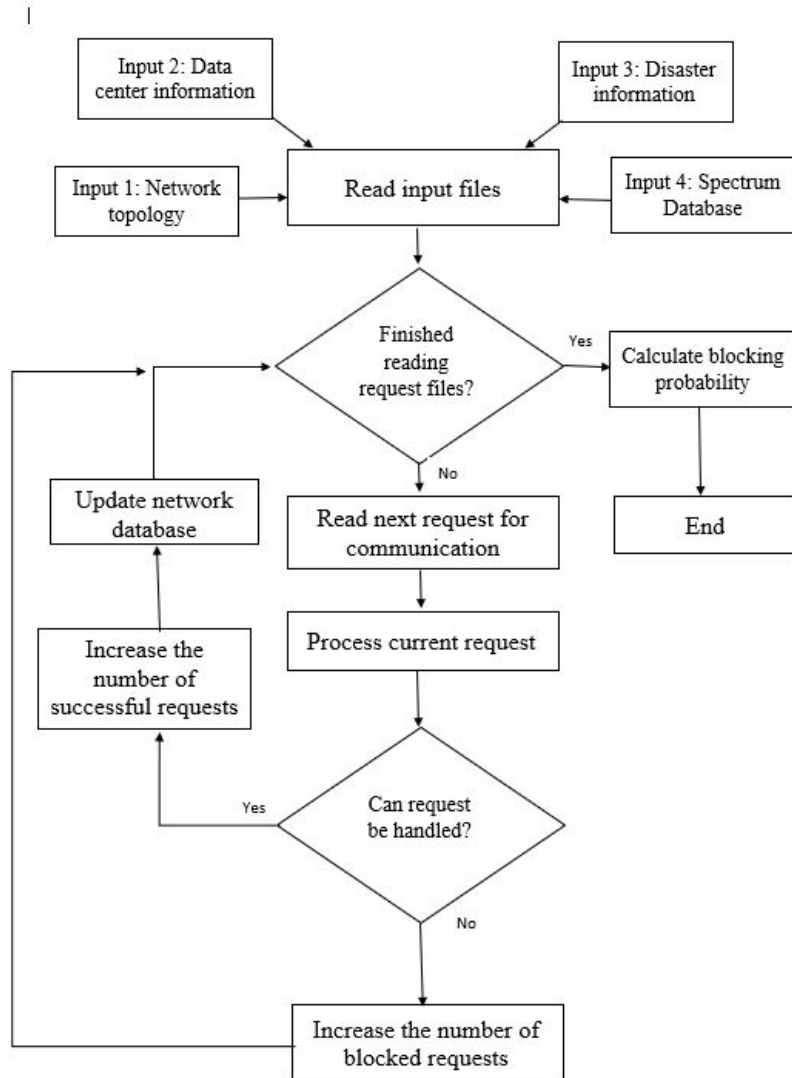 Input 2: Data
center information
Input 3: Disaster
information
Input 1: Network
topology
Read input files
Input 4: Spectrum
Database
Finished
reading
request files?
Yes
Calculate blocking
probability
No
End
Update network
database
Read next request for
communication
Process current request
Increase the
number of
successful requests
Can request
be handled?
Yes
No
Increase the number of
blocked requests